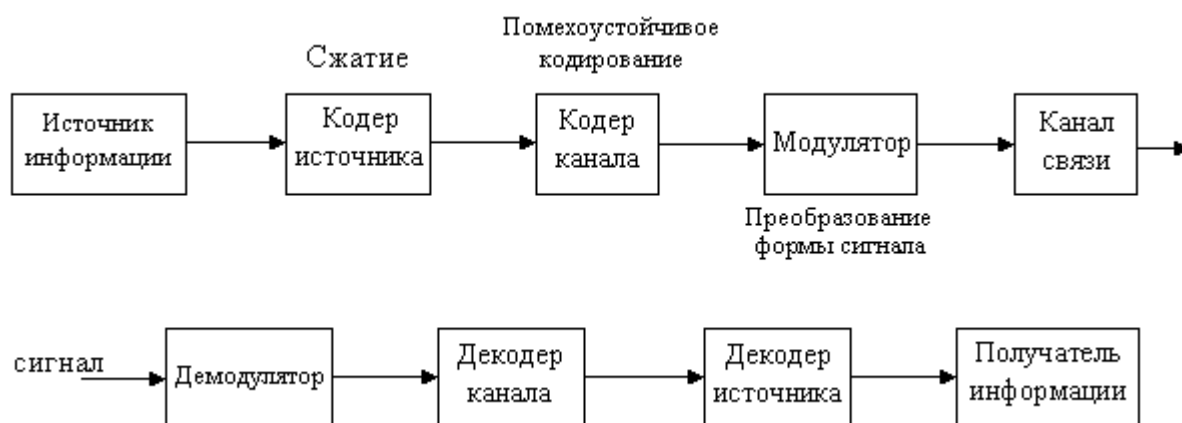 Помехоустойчивое
кодирование
Сжатие
Источник
информации
Кодер
источника
Кодер
канала
Модулятор
Канал
связи
Преобразование
формы сигнала
сигнал
Демодулятор
Декодер
канала
Декодер
источника
Получатель
информации